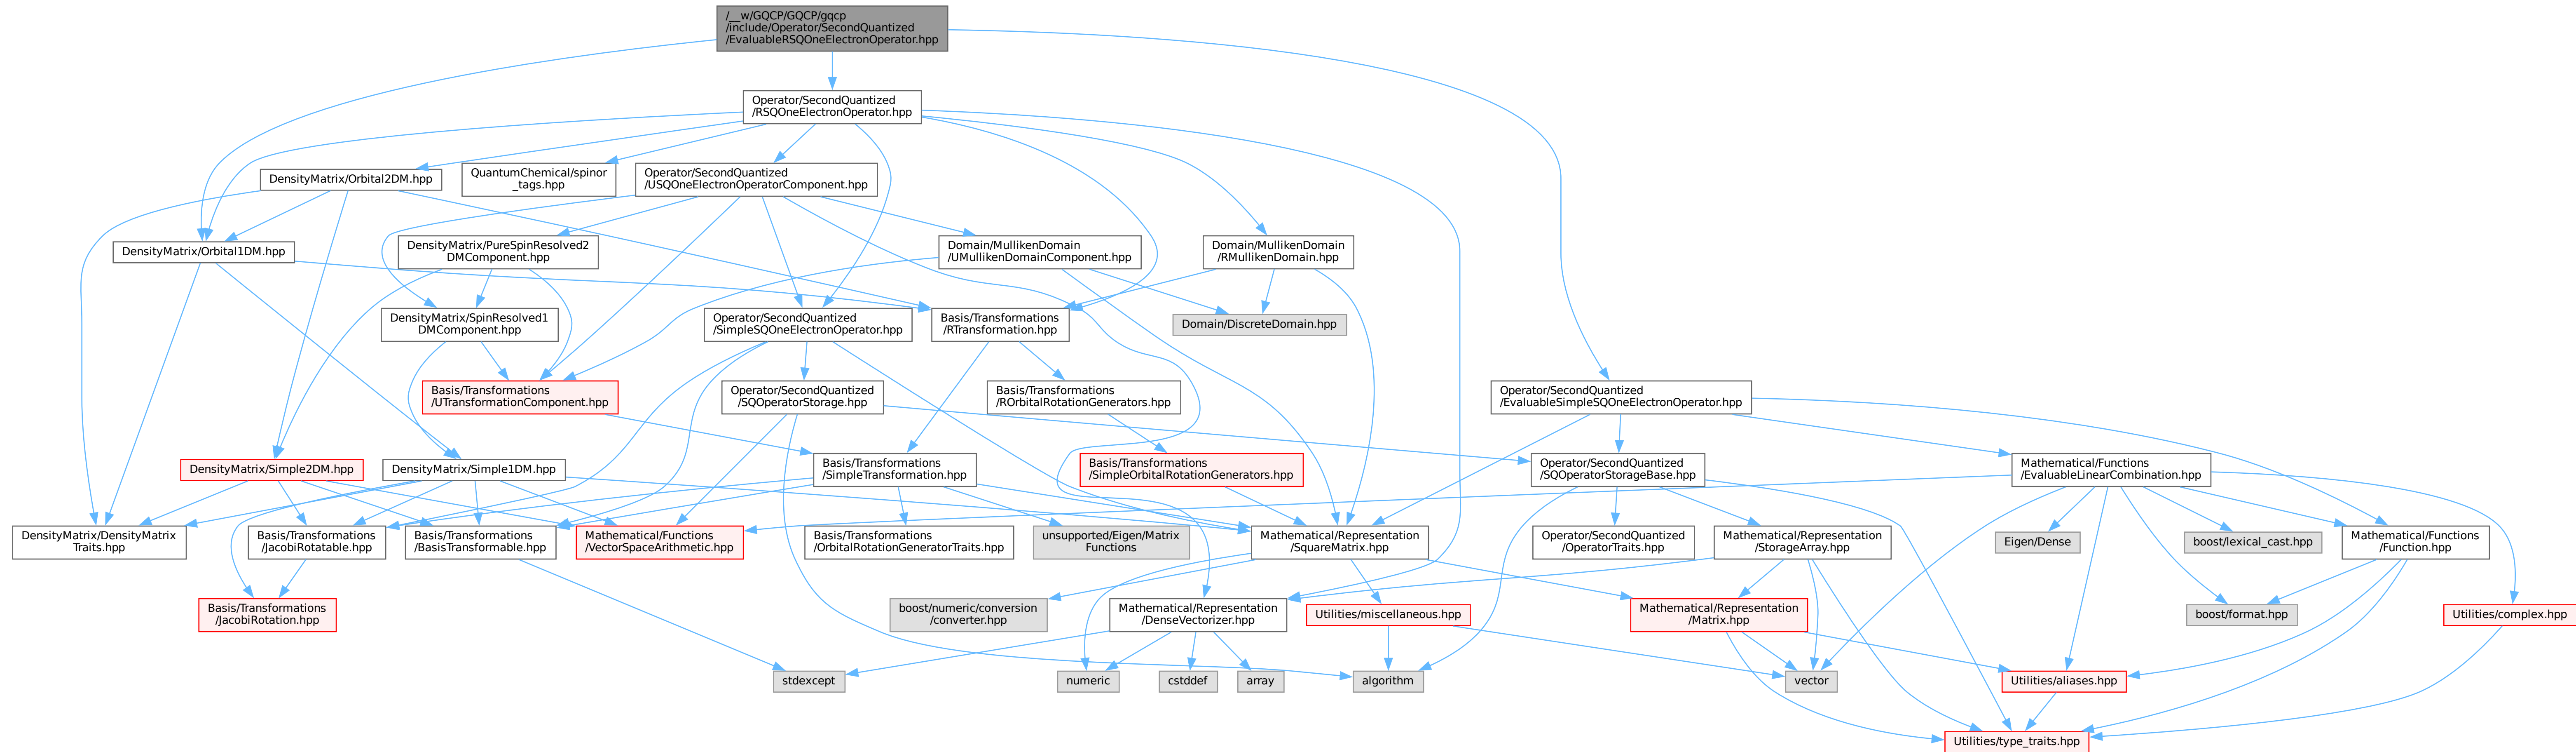 /__w/GQCP/GQCP/gqcp
/include/Operator/SecondQuantized
/EvaluableRSQOneElectronOperator.hpp
Operator/SecondQuantized
/RSQOneElectronOperator.hpp
DensityMatrix/Orbital2DM.hpp
QuantumChemical/spinor
_tags.hpp
Operator/SecondQuantized
/USQOneElectronOperatorComponent.hpp
DensityMatrix/Orbital1DM.hpp
DensityMatrix/PureSpinResolved2
DMComponent.hpp
Domain/MullikenDomain
/UMullikenDomainComponent.hpp
Domain/MullikenDomain
/RMullikenDomain.hpp
DensityMatrix/SpinResolved1
DMComponent.hpp
Operator/SecondQuantized
/SimpleSQOneElectronOperator.hpp
Basis/Transformations
/RTransformation.hpp
Domain/DiscreteDomain.hpp
Basis/Transformations
/UTransformationComponent.hpp
Operator/SecondQuantized
/SQOperatorStorage.hpp
Basis/Transformations
/ROrbitalRotationGenerators.hpp
Operator/SecondQuantized
/EvaluableSimpleSQOneElectronOperator.hpp
DensityMatrix/Simple2DM.hpp
DensityMatrix/Simple1DM.hpp
Basis/Transformations
/SimpleTransformation.hpp
Basis/Transformations
/SimpleOrbitalRotationGenerators.hpp
Operator/SecondQuantized
/SQOperatorStorageBase.hpp
Mathematical/Functions
/EvaluableLinearCombination.hpp
DensityMatrix/DensityMatrix
Traits.hpp
Basis/Transformations
/JacobiRotatable.hpp
Basis/Transformations
/BasisTransformable.hpp
Mathematical/Functions
/VectorSpaceArithmetic.hpp
Basis/Transformations
/OrbitalRotationGeneratorTraits.hpp
unsupported/Eigen/Matrix
Functions
Mathematical/Representation
/SquareMatrix.hpp
Operator/SecondQuantized
/OperatorTraits.hpp
Mathematical/Representation
/StorageArray.hpp
Eigen/Dense
boost/lexical_cast.hpp
Mathematical/Functions
/Function.hpp
Basis/Transformations
/JacobiRotation.hpp
boost/numeric/conversion
/converter.hpp
Mathematical/Representation
/DenseVectorizer.hpp
Utilities/miscellaneous.hpp
Mathematical/Representation
/Matrix.hpp
boost/format.hpp
Utilities/complex.hpp
stdexcept
numeric
cstddef
array
algorithm
vector
Utilities/aliases.hpp
Utilities/type_traits.hpp